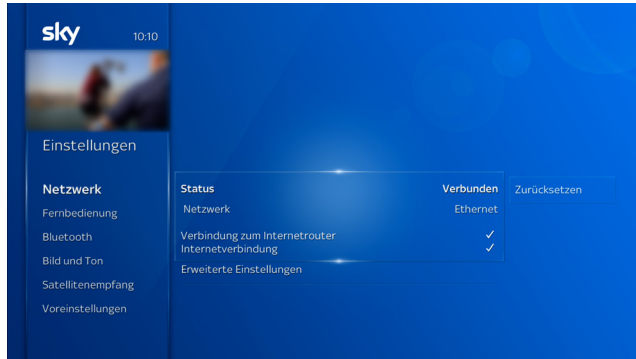 sky
10:10
Einstellungen
Netzwerk
Fernbedienung
Bluetooth
Bild und Ton
Satellitenempfang
Voreinstellungen
Status Verbunden Zurücksetzen
Netzwerk Ethernet
Verbindung zum Internetrouter ✓
Internetverbindung ✓
Erweiterte Einstellungen